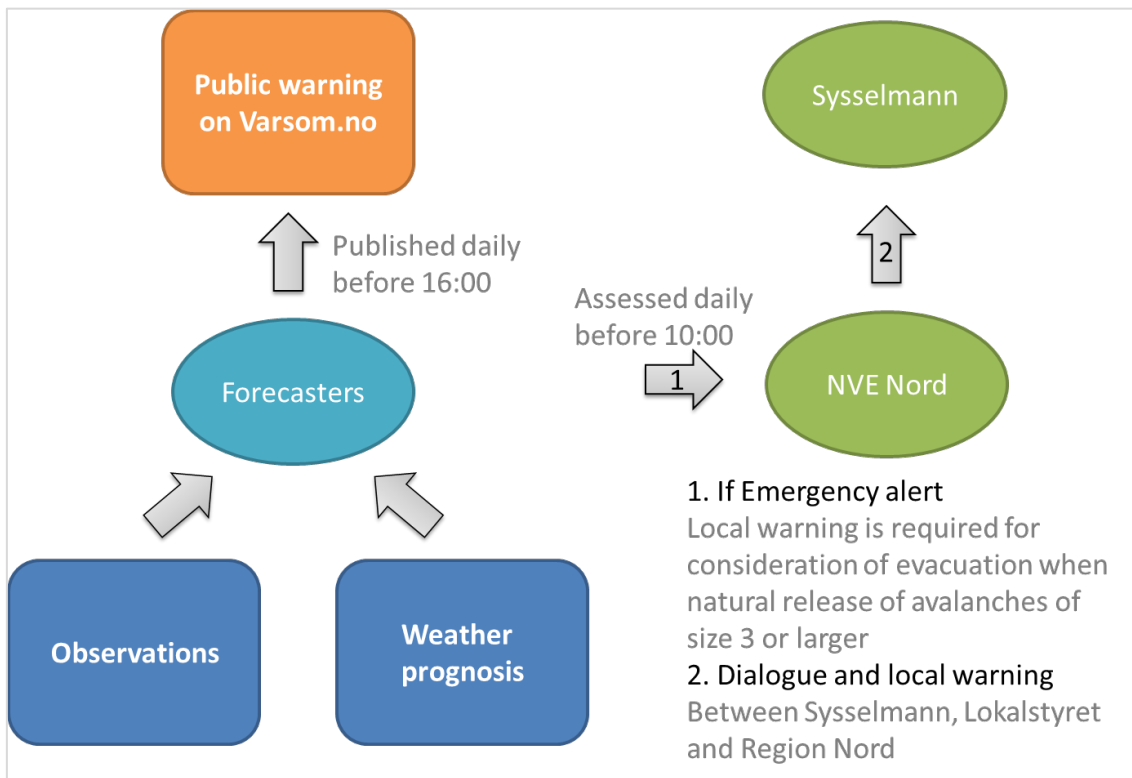 Public warning
on Varsom.no
Sysselmann
Published daily
before 16:00
2
Assessed daily
before 10:00
1
Forecasters
NVE Nord
1. If Emergency alert
Local warning is required for
consideration of evacuation when
natural release of avalanches of
size 3 or larger
2. Dialogue and local warning
Between Sysselmann, Lokalstyret
and Region Nord
Observations
Weather
prognosis